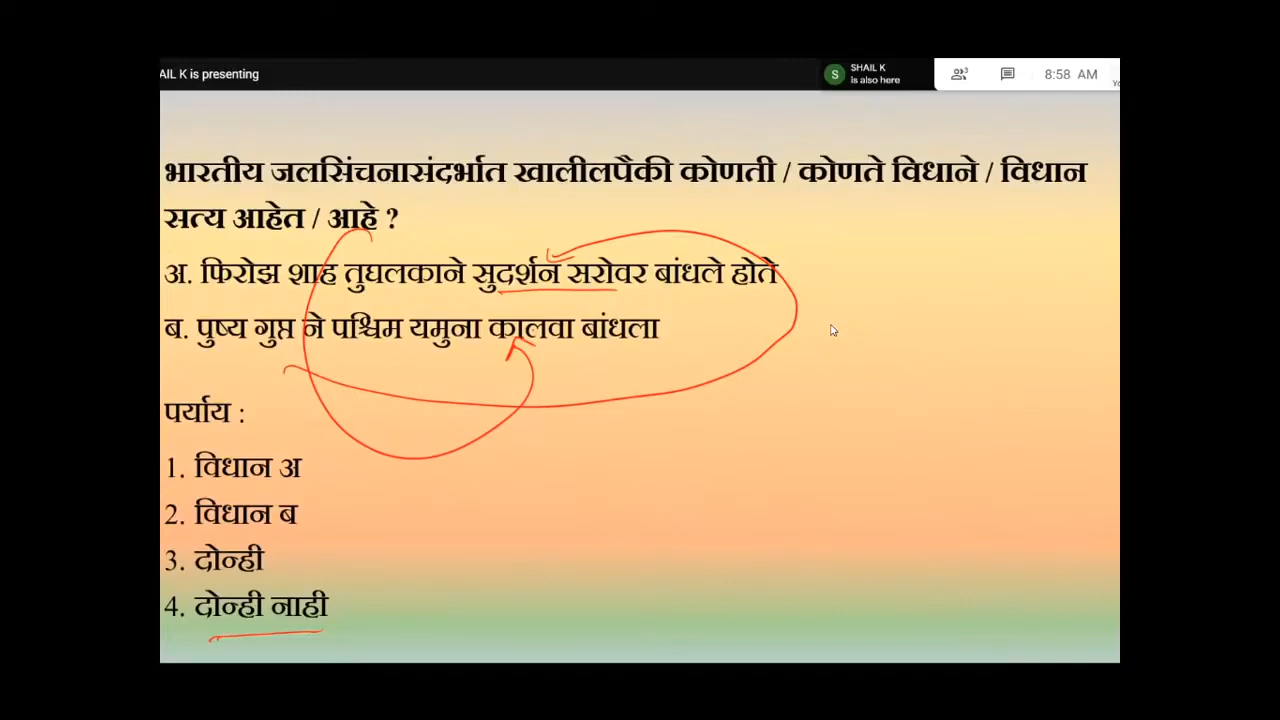 AIL K is presenting
S
SHAIL K
is also here
3
8:58 AM
भारतीय जलसिंचनासंदर्भात खालीलपैकी कोणती / कोणते विधाने / विधान
सत्य आहेत / आहे ?
अ. फिरोझ शाह तुघलकाने सुदर्शन सरोवर बांधले होते
ब. पुष्य गुप्त ने पश्चिम यमुना कालवा बांधला
पर्याय :
1. विधान अ
2. विधान ब
3. दोन्ही
4. दोन्ही नाही